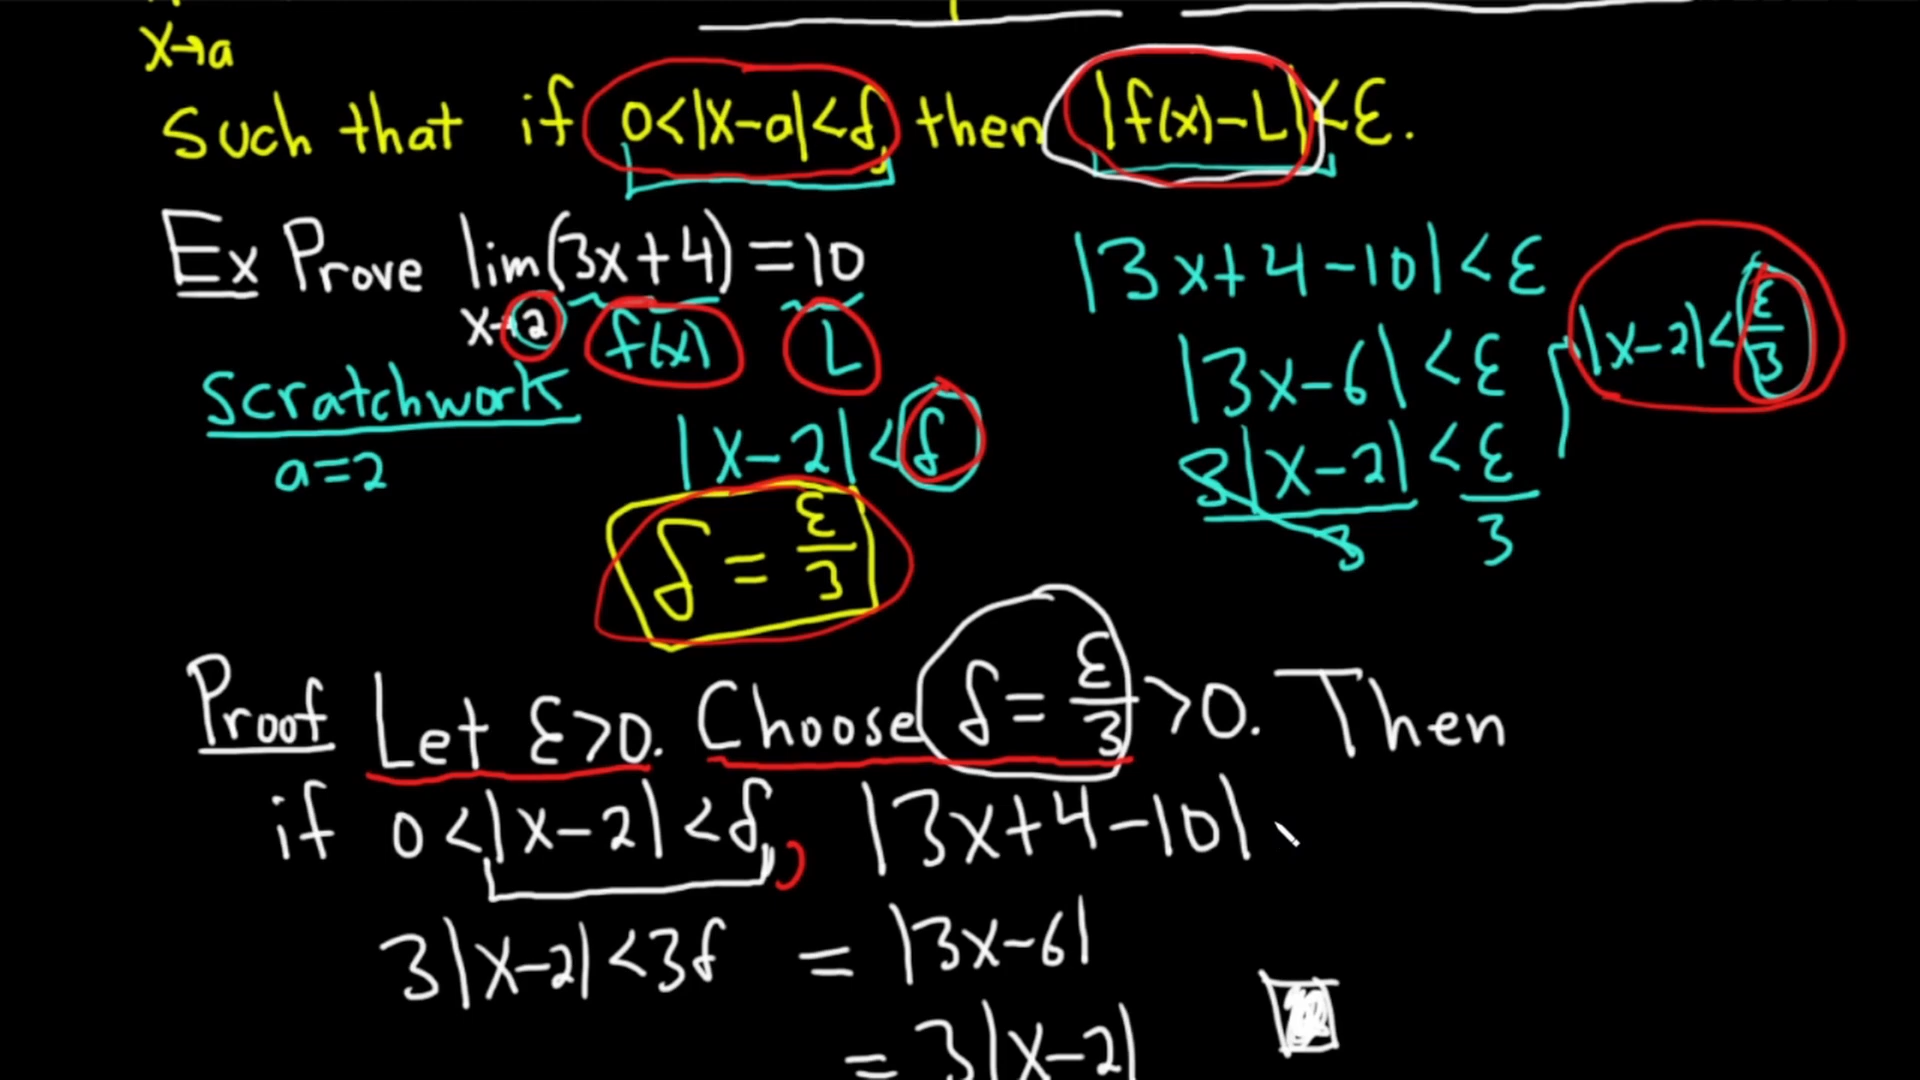 x→a
Such that if 0<|x-a|<δ, then |f(x)-L|<ε.
Ex Prove lim(3x+4)=10
x→2 f(x) L
Scratchwork
a=2
|x-2|<δ
δ = ε/3
|3x+4-10|<ε
|3x-6|<ε
3|x-2|<ε
3 3
|x-2|<ε/3
Proof Let ε>0. Choose δ=ε/3>0. Then
if 0<|x-2|<δ, |3x+4-10|
3|x-2|<3δ = |3x-6|
= 3|x-2|